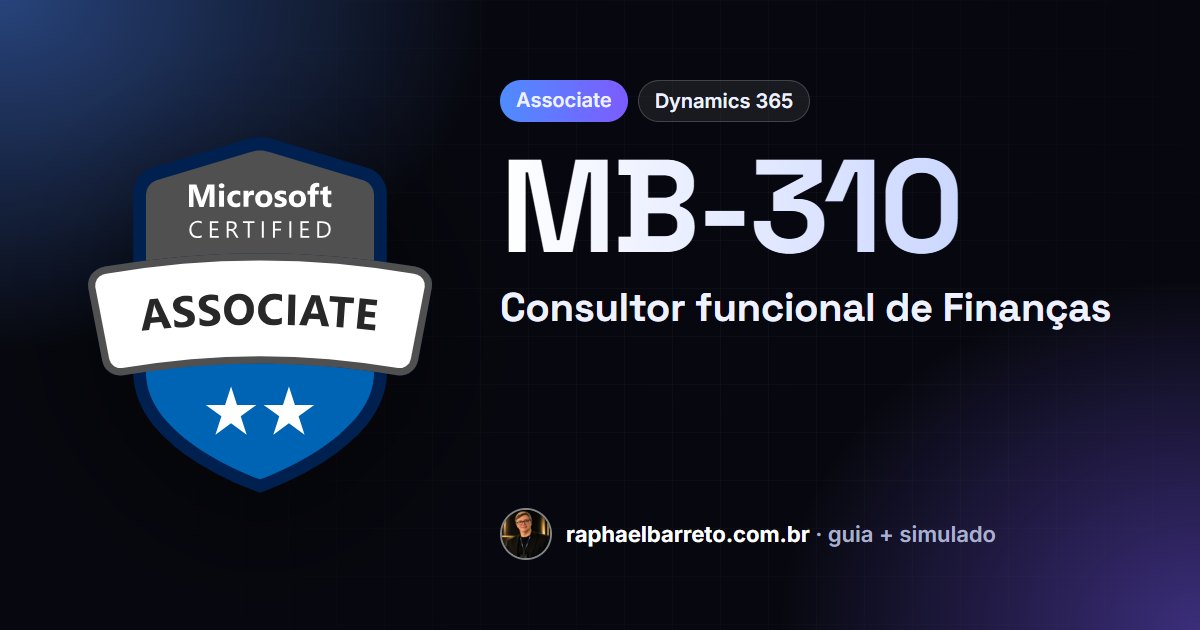 Microsoft
CERTIFIED
ASSOCIATE
Associate
Dynamics 365
MB-310
Consultor funcional de Finanças
raphaelbarreto.com.br · guia + simulado